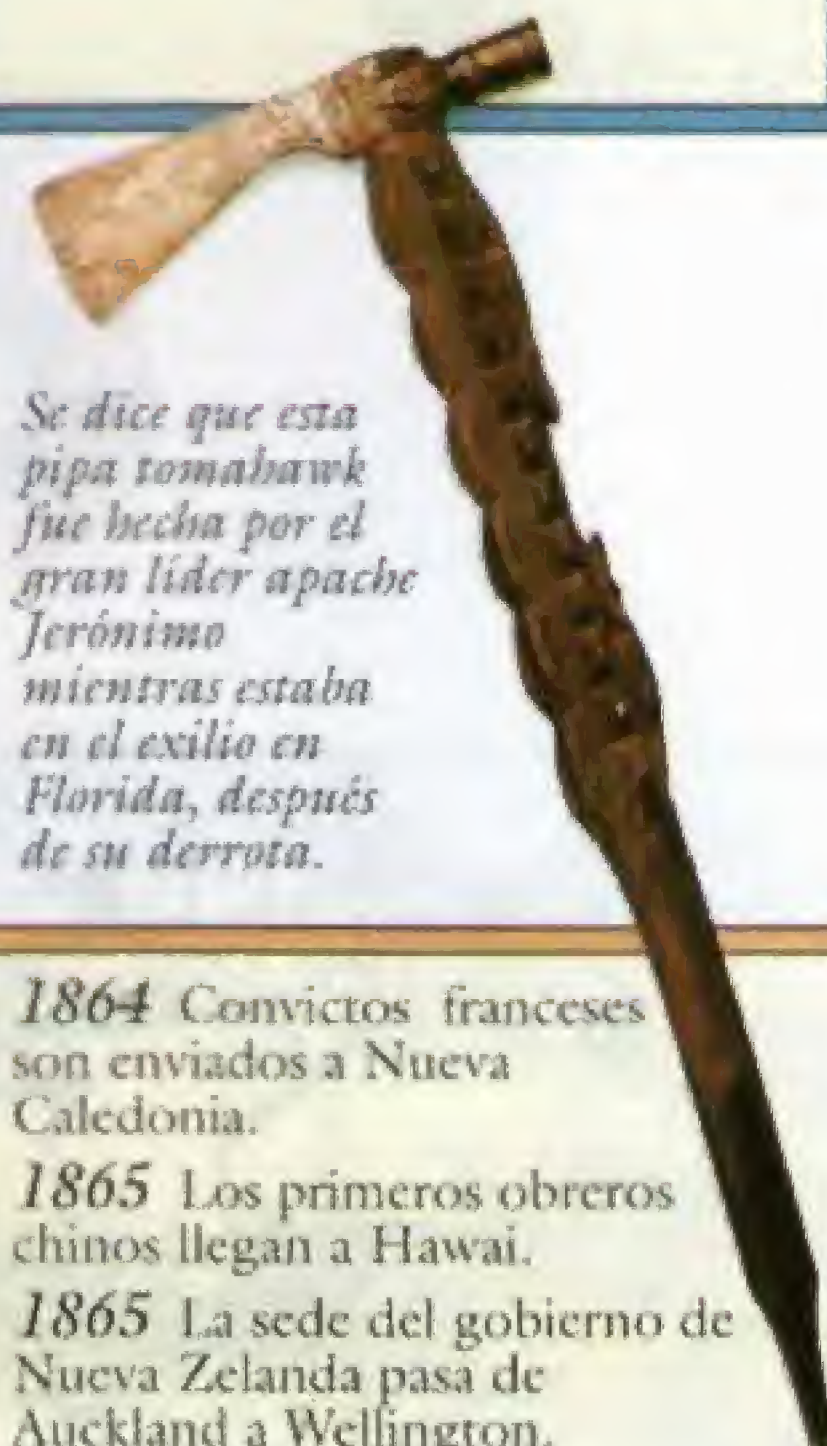 Se dice que esta
pipa tomahawk
fue hecha por el
gran líder apache
Jerónimo
mientras estaba
en el exilio en
Florida, después
de su derrota.
1864 Convictos franceses
son enviados a Nueva
Caledonia.
1865 Los primeros obreros
chinos llegan a Hawai.
1865 La sede del gobierno de
Nueva Zelanda pasa de
Auckland a Wellington.